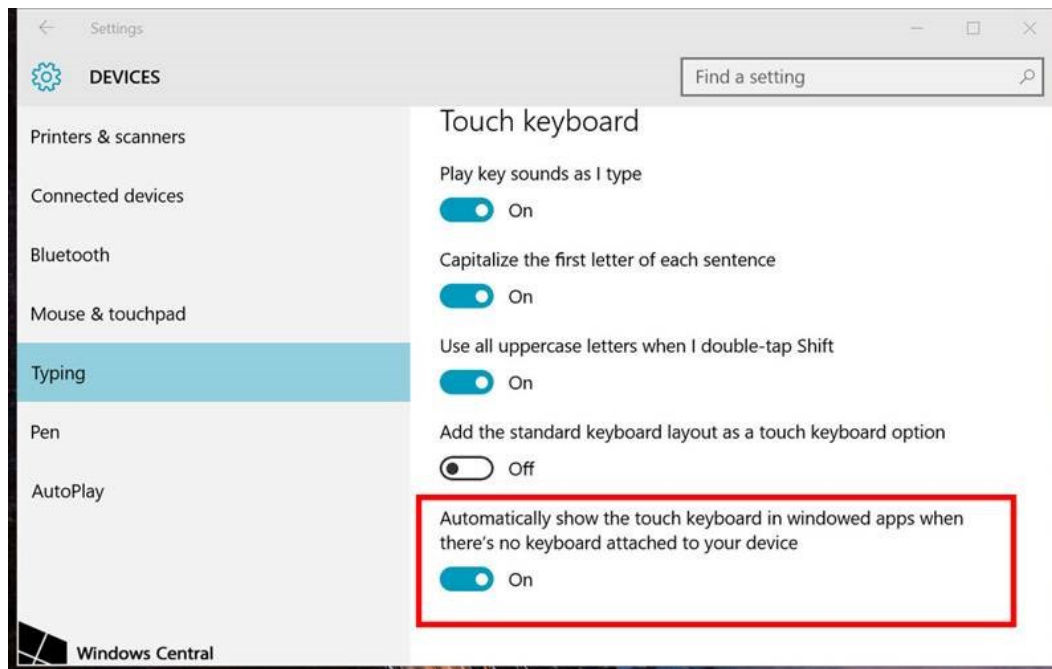 Settings
DEVICES
Find a setting
Printers & scanners
Connected devices
Bluetooth
Mouse & touchpad
Typing
Pen
AutoPlay
Touch keyboard
Play key sounds as I type
On
Capitalize the first letter of each sentence
On
Use all uppercase letters when I double-tap Shift
On
Add the standard keyboard layout as a touch keyboard option
Off
Automatically show the touch keyboard in windowed apps when
there's no keyboard attached to your device
On
Windows Central